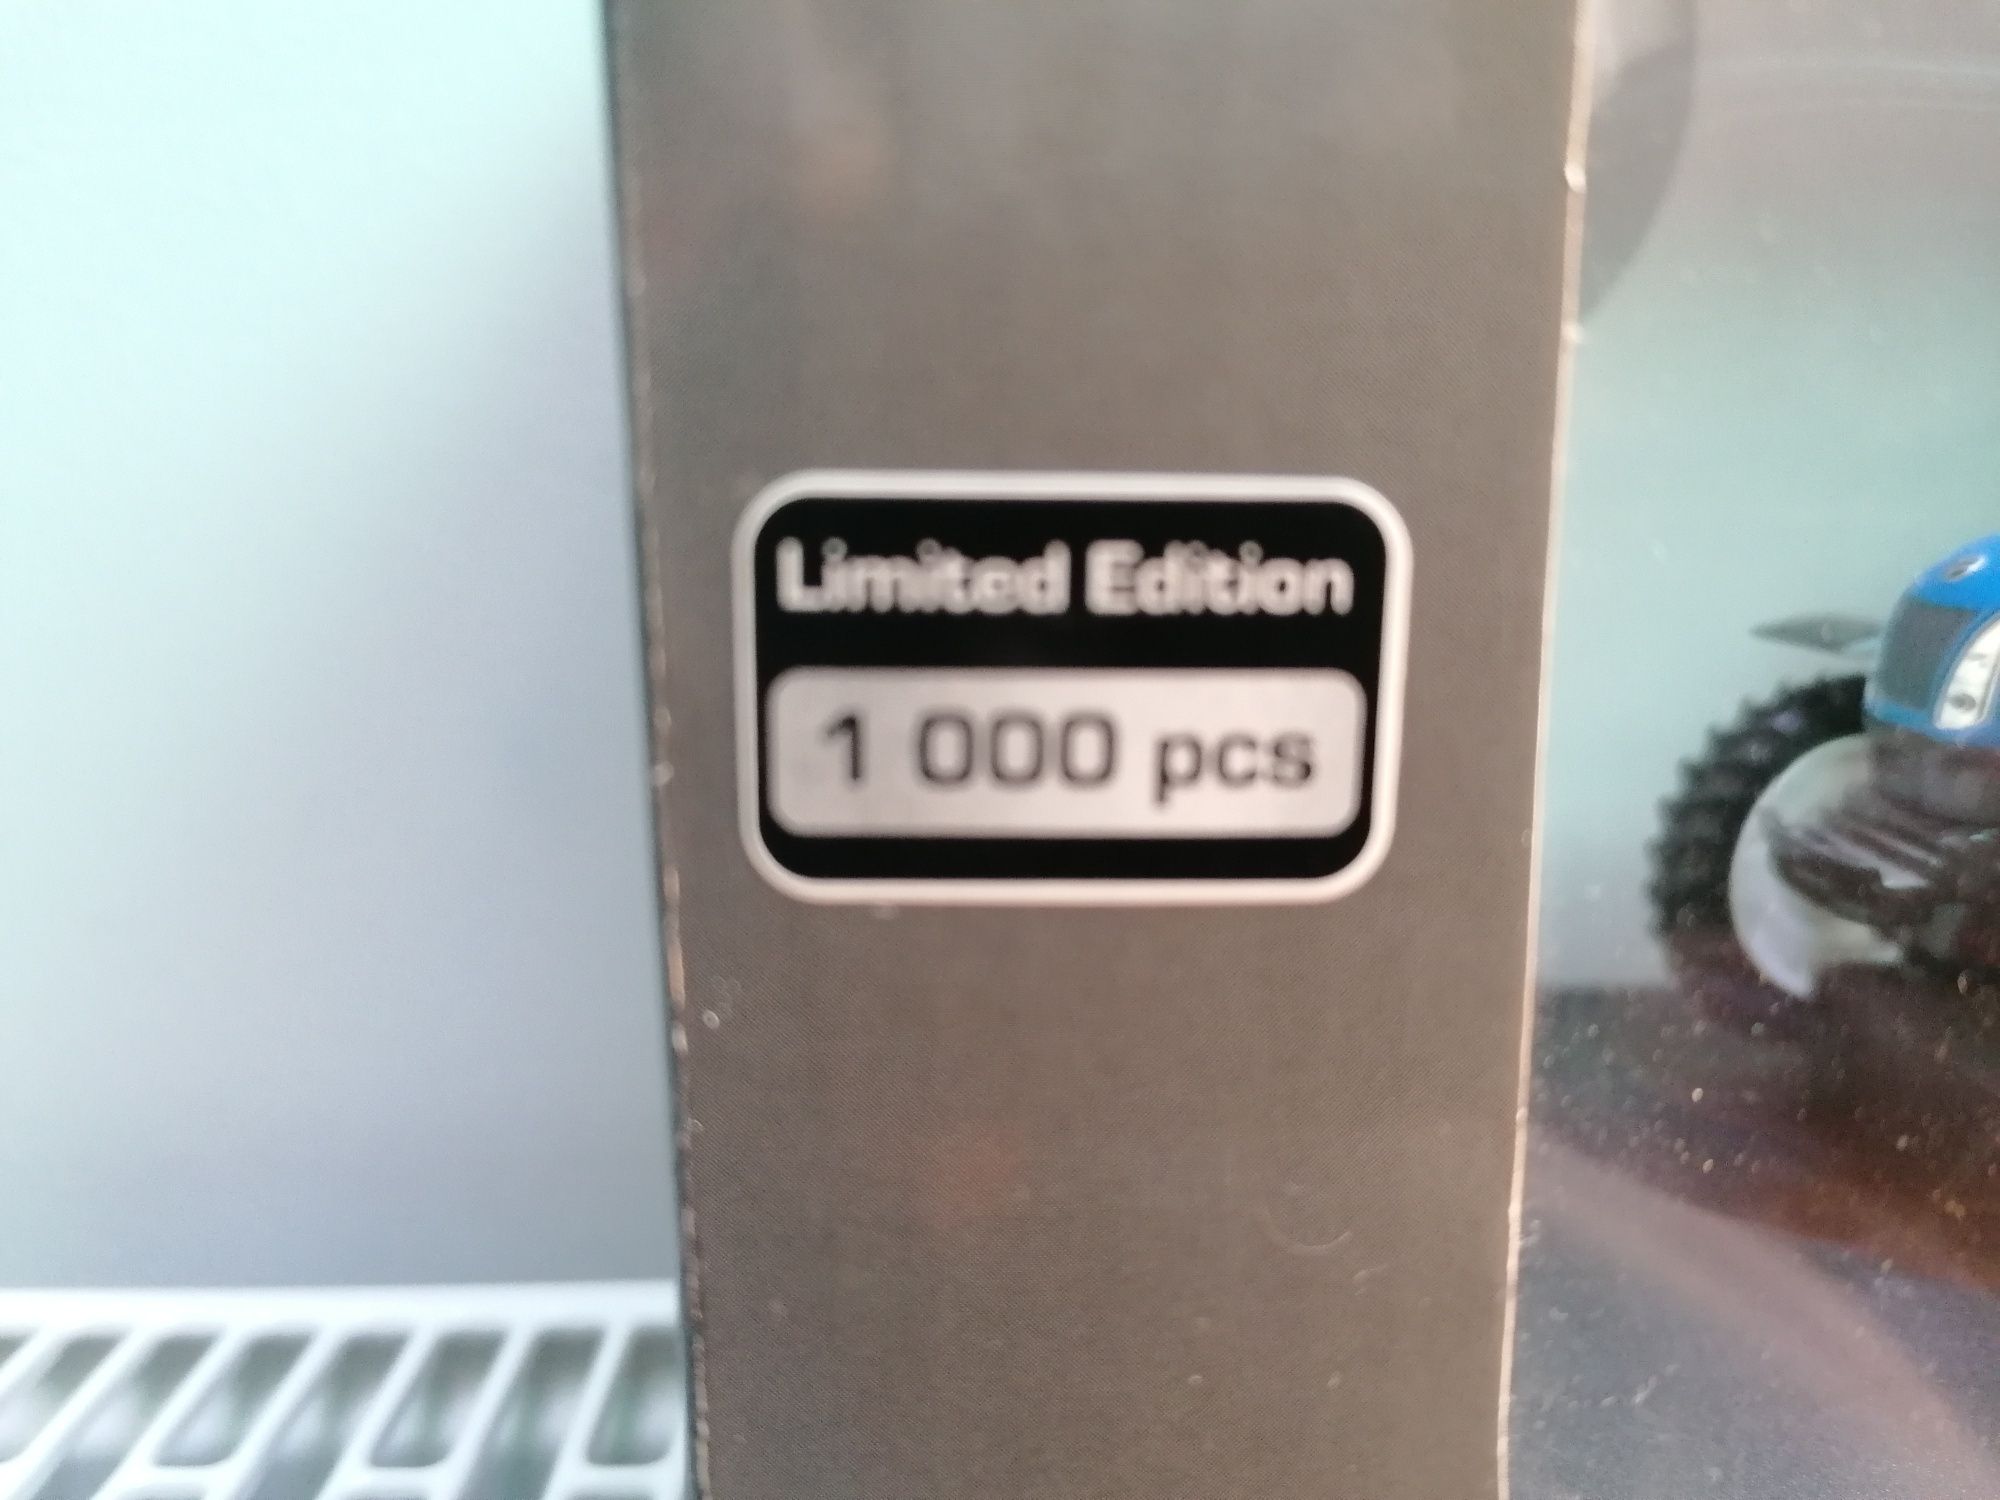 Limited Edition
1 000 pcs